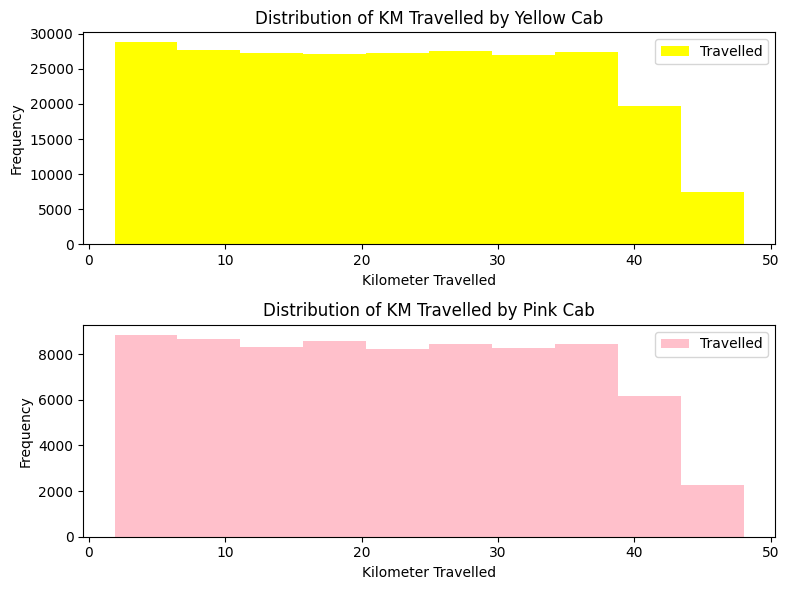 Distribution of KM Travelled by Yellow Cab
30000
25000
20000
15000
10000
5000
0
Frequency
Travelled
0 10 20 30 40 50
Kilometer Travelled
Distribution of KM Travelled by Pink Cab
8000
6000
4000
2000
0
Frequency
Travelled
0 10 20 30 40 50
Kilometer Travelled